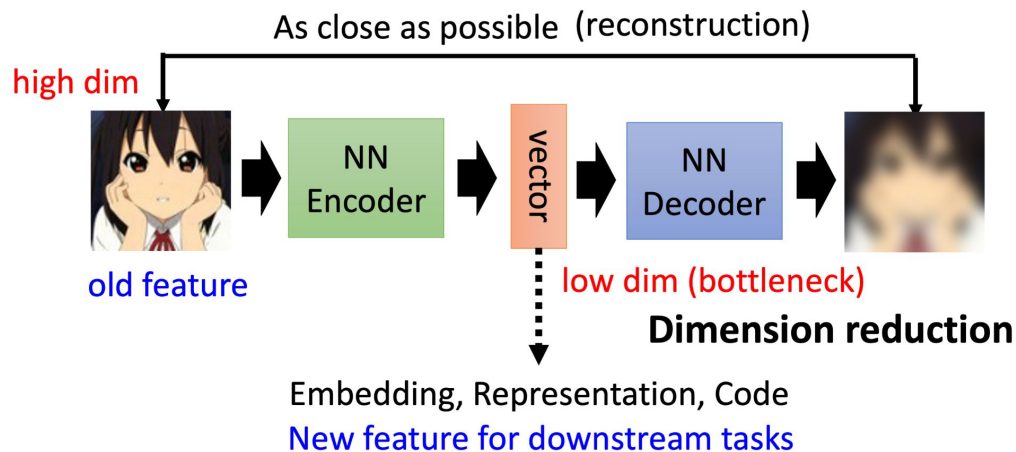 As close as possible (reconstruction)
high dim
NN
Encoder
vector
NN
Decoder
old feature
low dim (bottleneck)
Dimension reduction
Embedding, Representation, Code
New feature for downstream tasks